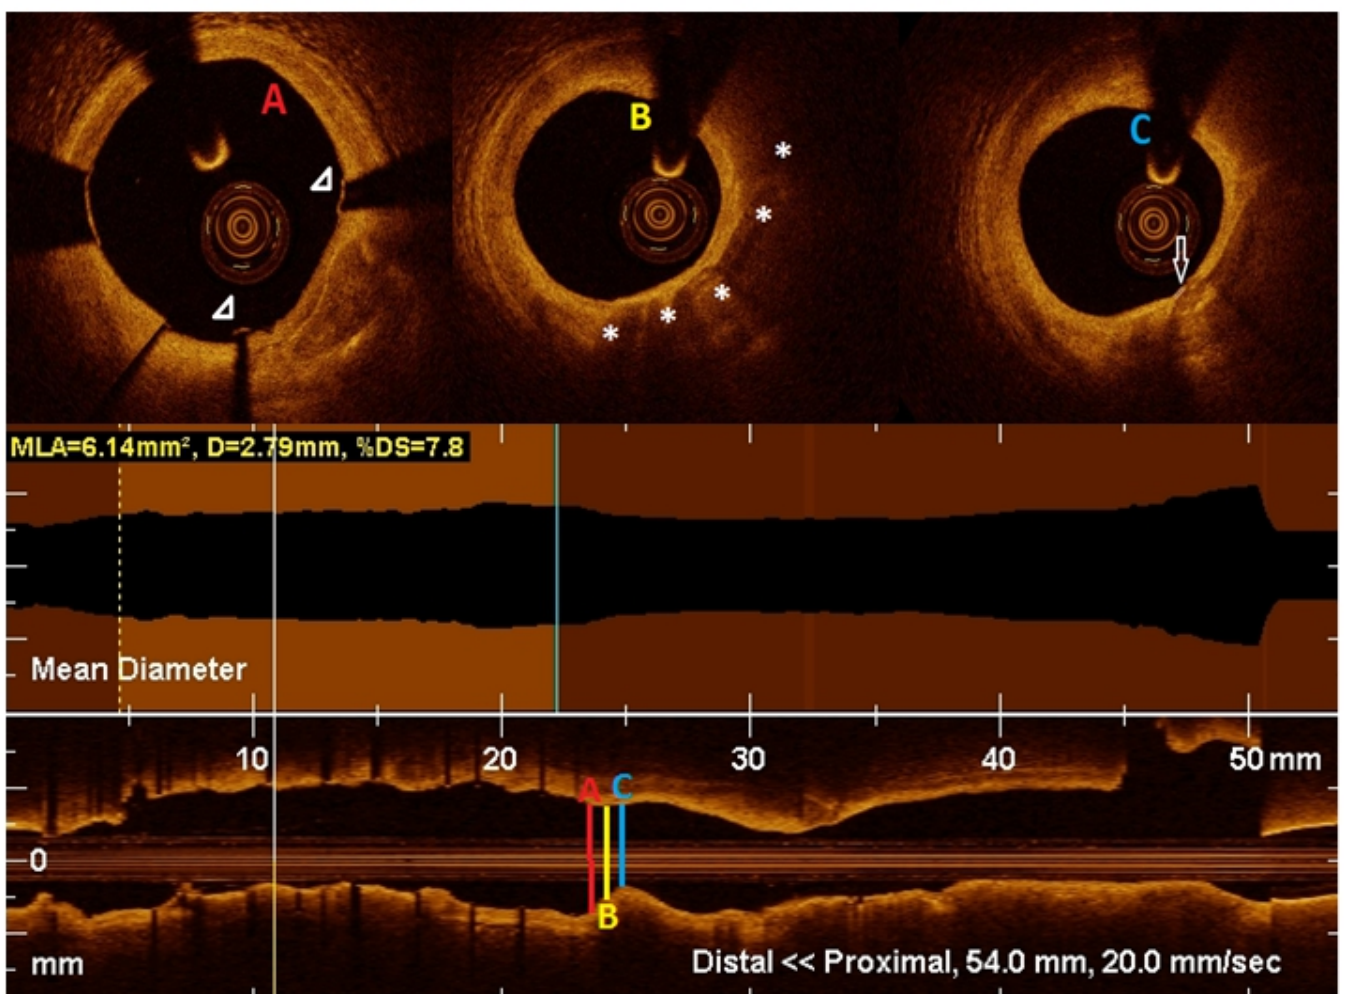 A
B
C
*
*
*
*
*
MLA=6.14mm², D=2.79mm, %DS=7.8
Mean Diameter
10 20 30 40 50 mm
A C
0
B
mm
Distal << Proximal, 54.0 mm, 20.0 mm/sec